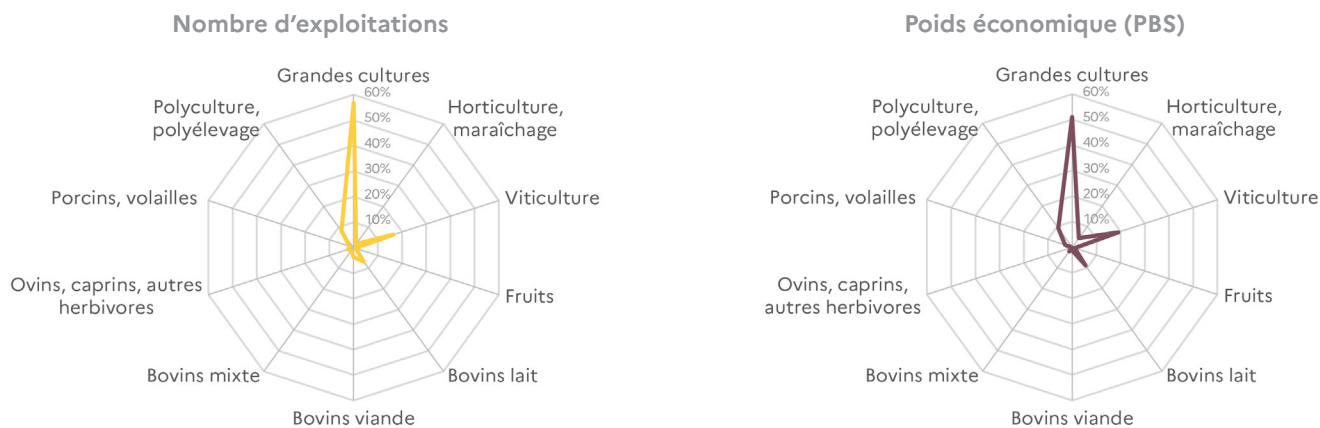 Nombre d’exploitations
Grandes cultures
60%
50%
40%
30%
20%
10%
Polyculture,
polyélevage
Horticulture,
maraîchage
Porcins, volailles
Viticulture
Ovins, caprins, autres
herbivores
Fruits
Bovins mixte
Bovins lait
Bovins viande
Poids économique (PBS)
Grandes cultures
60%
50%
40%
30%
20%
10%
Polyculture,
polyélevage
Horticulture,
maraîchage
Porcins, volailles
Viticulture
Ovins, caprins,
autres herbivores
Fruits
Bovins mixte
Bovins lait
Bovins viande